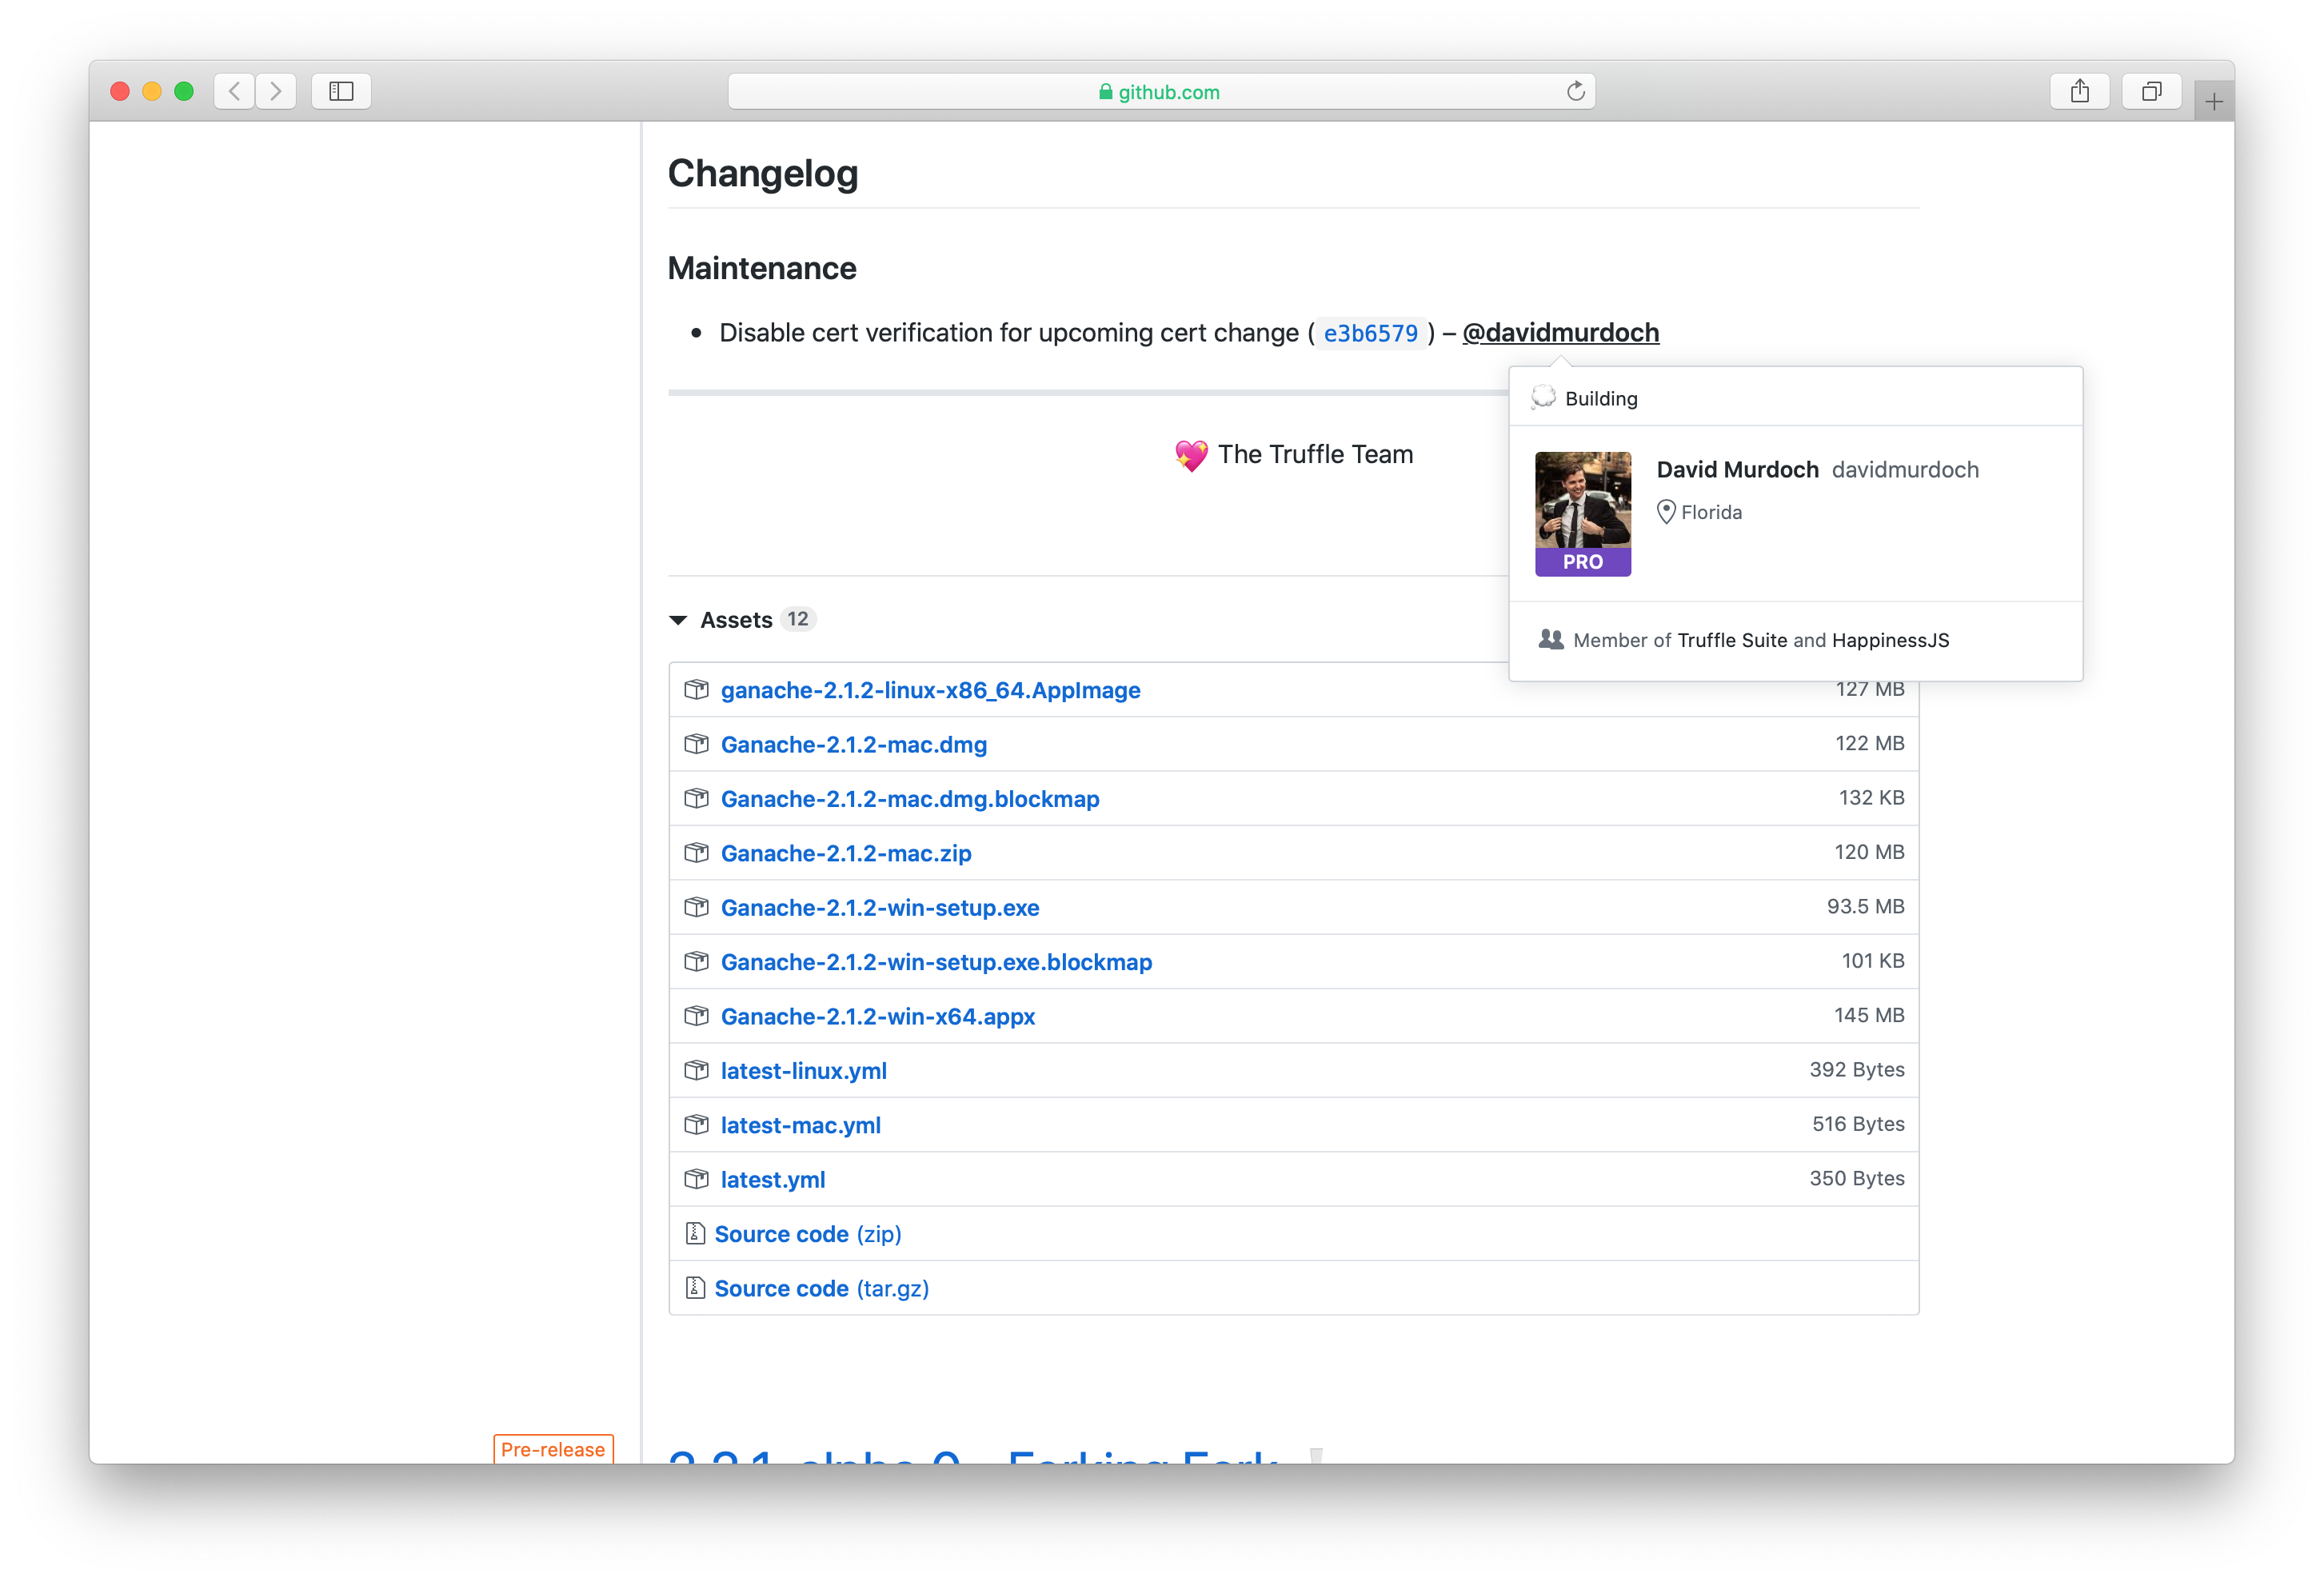 github.com
Changelog
Maintenance
Disable cert verification for upcoming cert change ( e3b6579 ) – @davidmurdoch
Building
The Truffle Team
David Murdoch davidmurdoch
Florida
PRO
Member of Truffle Suite and HappinessJS
Assets 12
ganache-2.1.2-linux-x86_64.AppImage 127 MB
Ganache-2.1.2-mac.dmg 122 MB
Ganache-2.1.2-mac.dmg.blockmap 132 KB
Ganache-2.1.2-mac.zip 120 MB
Ganache-2.1.2-win-setup.exe 93.5 MB
Ganache-2.1.2-win-setup.exe.blockmap 101 KB
Ganache-2.1.2-win-x64.appx 145 MB
latest-linux.yml 392 Bytes
latest-mac.yml 516 Bytes
latest.yml 350 Bytes
Source code (zip)
Source code (tar.gz)
Pre-release